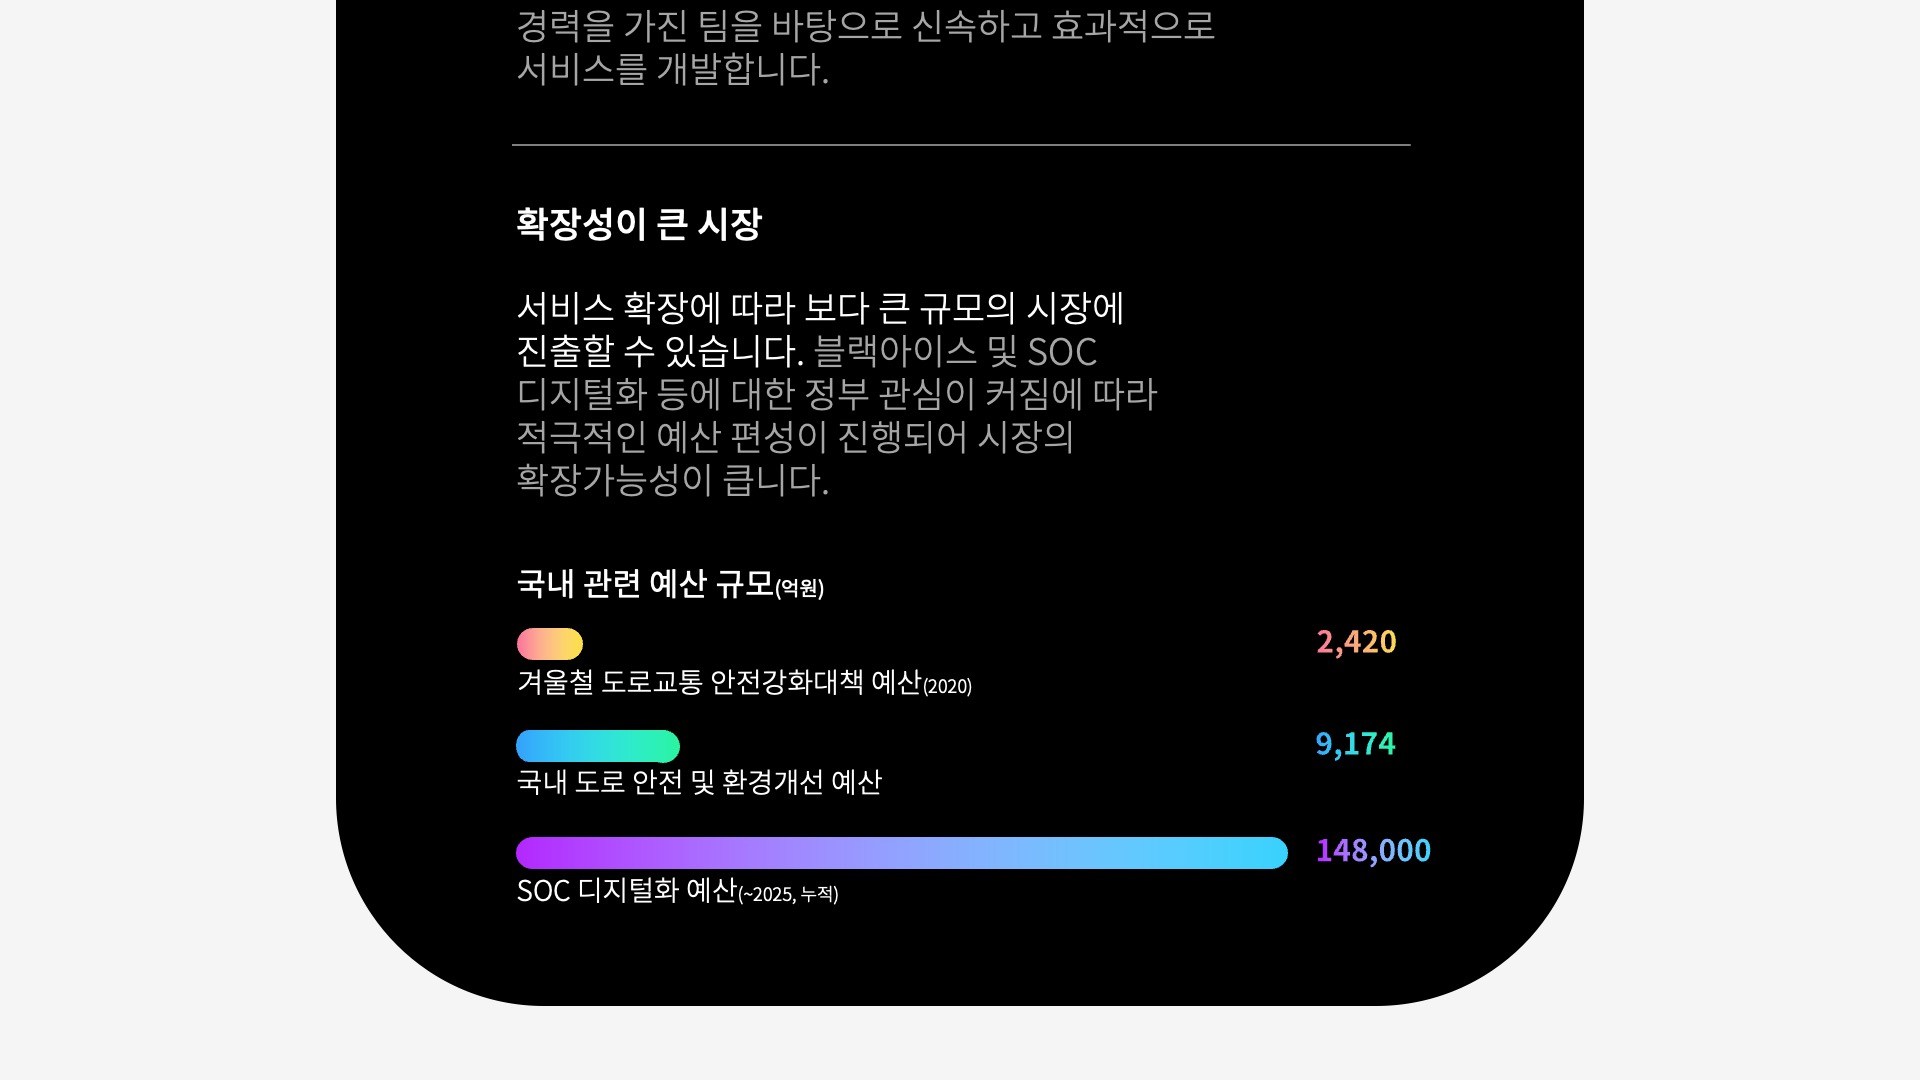 경력을 가진 팀을 바탕으로 신속하고 효과적으로
서비스를 개발합니다.
확장성이 큰 시장
서비스 확장에 따라 보다 큰 규모의 시장에
진출할 수 있습니다. 블랙아이스 및 SOC
디지털화 등에 대한 정부 관심이 커짐에 따라
적극적인 예산 편성이 진행되어 시장의
확장가능성이 큽니다.
국내 관련 예산 규모(억원)
2,420
겨울철 도로교통 안전강화대책 예산(2020)
9,174
국내 도로 안전 및 환경개선 예산
148,000
SOC 디지털화 예산(~2025, 누적)